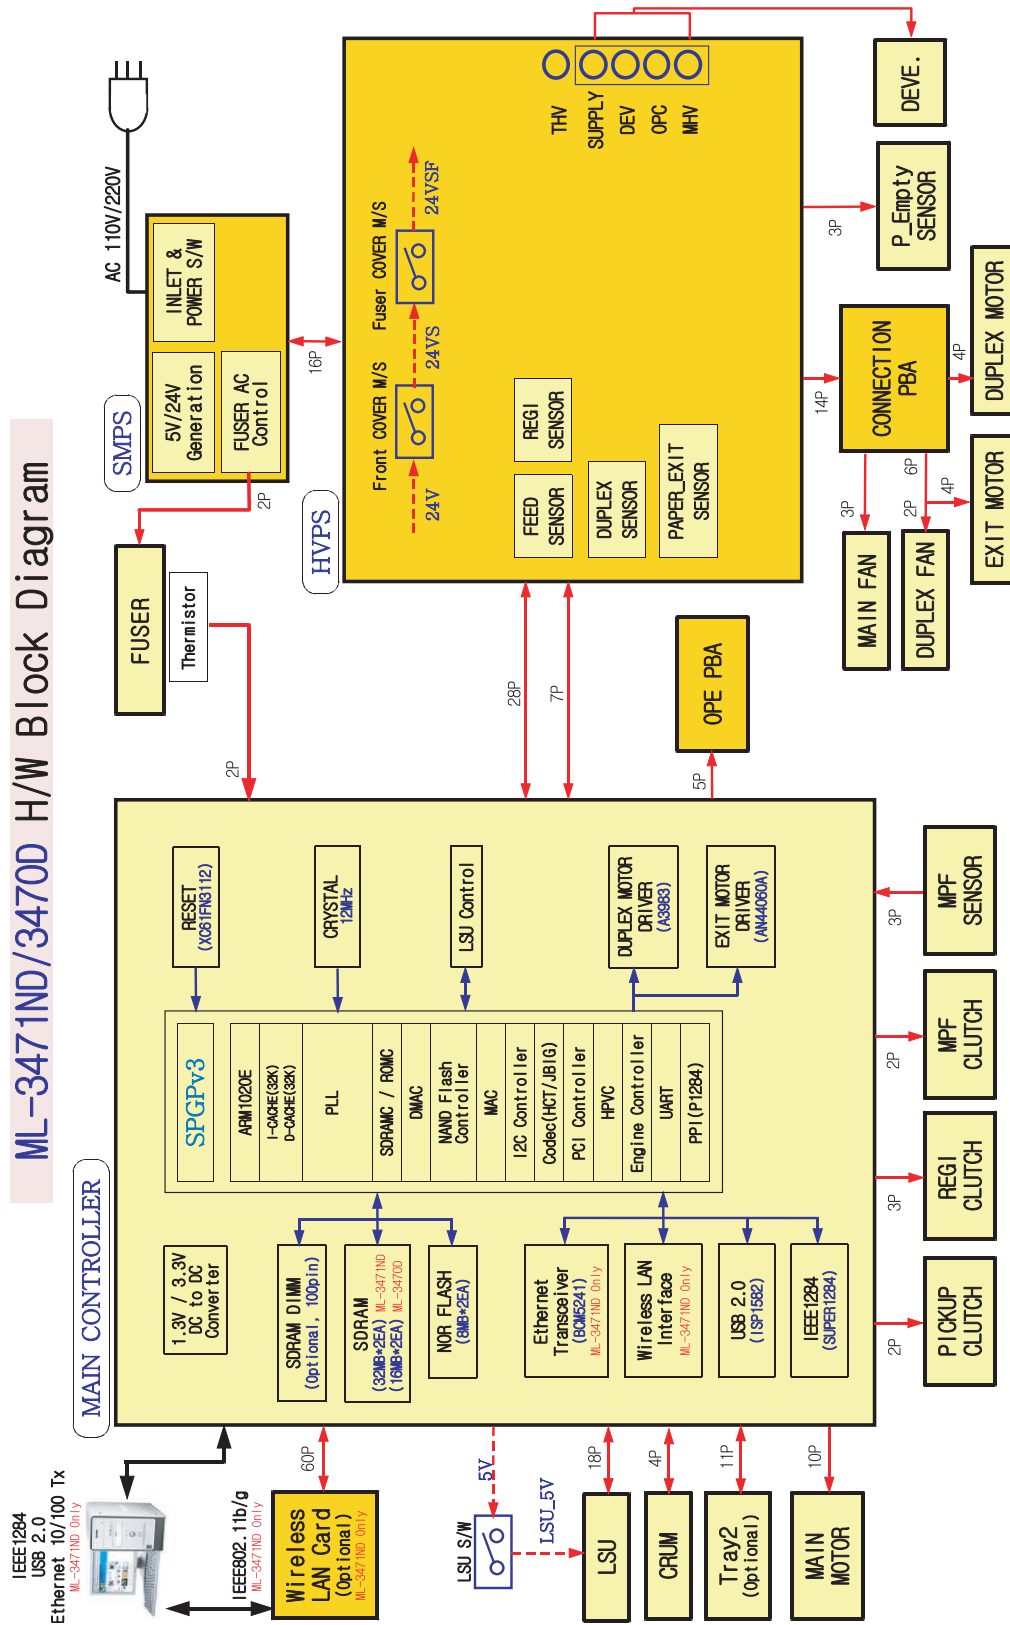 ML-3471ND/3470D H/W Block Diagram
IEEE1284
USB 2.0
Ethernet 10/100 Tx
ML-3471ND Only
IEEE802.11b/g
ML-3471ND Only
Wireless
LAN Card
(Optional)
ML-3471ND Only
60P
LSU S/W
5V
LSU_5V
LSU
18P
CRUM
4P
Tray2
(Optional)
11P
MAIN
MOTOR
10P
MAIN CONTROLLER
1.3V / 3.3V
DC to DC
Converter
SDRAM DIMM
(Optional, 100pin)
SDRAM
(32MB*2EA) ML-3471ND
(16MB*2EA) ML-3470D
NOR FLASH
(8MB*2EA)
Ethernet
Transceiver
(BCM5241)
ML-3471ND Only
Wireless LAN
Interface
ML-3471ND Only
USB 2.0
(ISP1582)
IEEE1284
(SUPER1284)
SPGPv3
ARM1020E
I-CACHE(32K)
D-CACHE(32K)
PLL
SDRAMC / ROMC
DMAC
NAND Flash
Controller
MAC
I2C Controller
Codec(HCT/JBIG)
PCI Controller
HPVC
Engine Controller
UART
PPI(P1284)
RESET
(XC61FN3112)
CRYSTAL
12MHz
LSU Control
DUPLEX MOTOR
DRIVER
(A3983)
EXIT MOTOR
DRIVER
(AN44060A)
2P
PICKUP
CLUTCH
3P
REGI
CLUTCH
2P
MPF
CLUTCH
3P
MPF
SENSOR
FUSER
Thermistor
2P
28P
7P
5P
OPE PBA
SMPS
5V/24V
Generation
INLET &
POWER S/W
FUSER AC
Control
2P
AC 110V/220V
16P
HVPS
Front COVER M/S
Fuser COVER M/S
24V
24VS
24VSF
FEED
SENSOR
REGI
SENSOR
DUPLEX
SENSOR
PAPER_EXIT
SENSOR
THV
SUPPLY
DEV
OPC
MHV
DEVE.
3P
P_Empty
SENSOR
14P
CONNECTION
PBA
3P
MAIN FAN
6P
2P
DUPLEX FAN
4P
EXIT MOTOR
4P
DUPLEX MOTOR